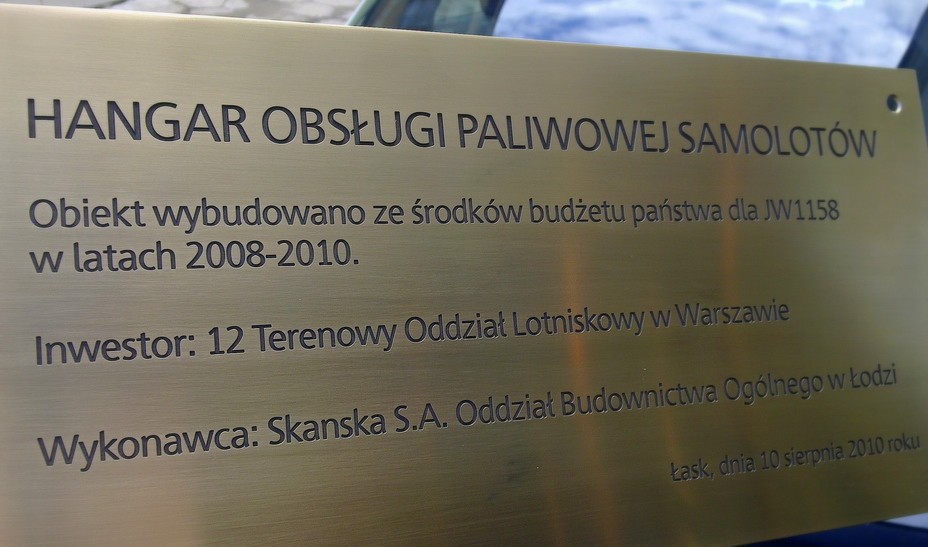 HANGAR OBSŁUGI PALIWOWEJ SAMOLOTÓW
Obiekt wybudowano ze środków budżetu państwa dla JW1158
w latach 2008-2010.
Inwestor: 12 Terenowy Oddział Lotniskowy w Warszawie
Wykonawca: Skanska S.A. Oddział Budownictwa Ogólnego w Łodzi
Łask, dnia 10 sierpnia 2010 roku